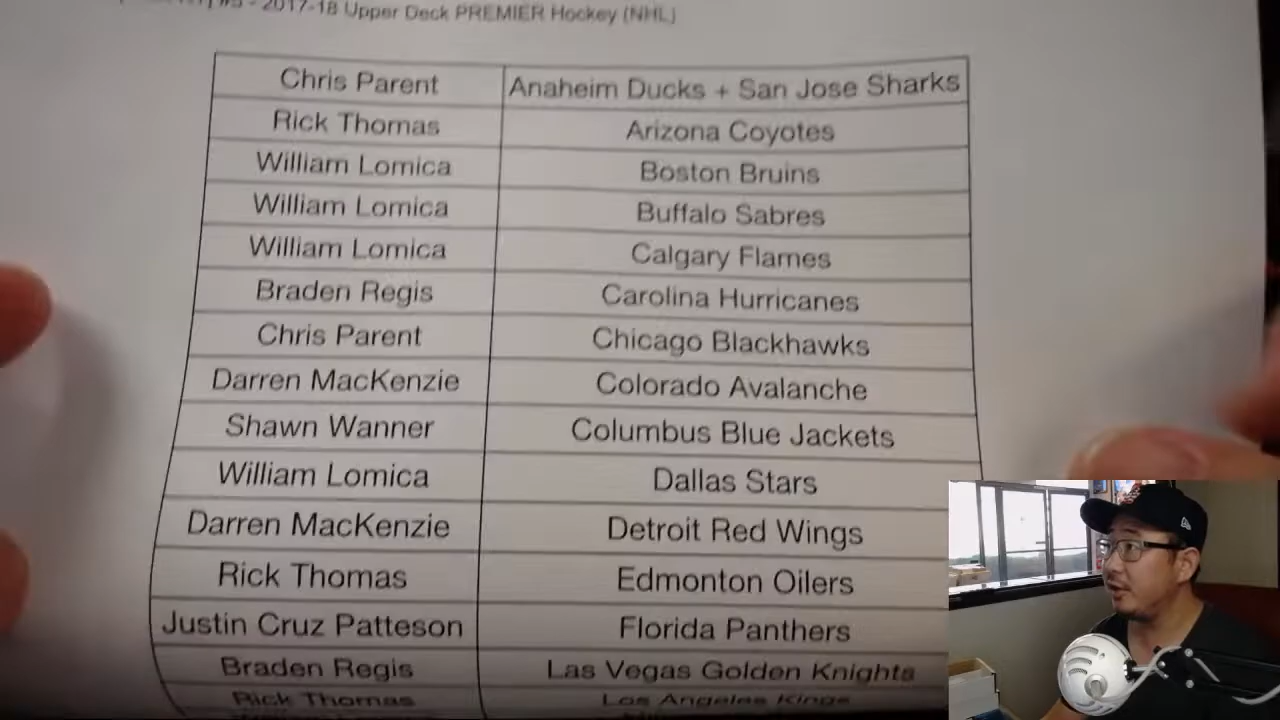 #5 - 2017-18 Upper Deck PREMIER Hockey (NHL)
Chris Parent Anaheim Ducks + San Jose Sharks
Rick Thomas Arizona Coyotes
William Lomica Boston Bruins
William Lomica Buffalo Sabres
William Lomica Calgary Flames
Braden Regis Carolina Hurricanes
Chris Parent Chicago Blackhawks
Darren MacKenzie Colorado Avalanche
Shawn Wanner Columbus Blue Jackets
William Lomica Dallas Stars
Darren MacKenzie Detroit Red Wings
Rick Thomas Edmonton Oilers
Justin Cruz Patteson Florida Panthers
Braden Regis Las Vegas Golden Knights
Rick Thomas Los Angeles Kings